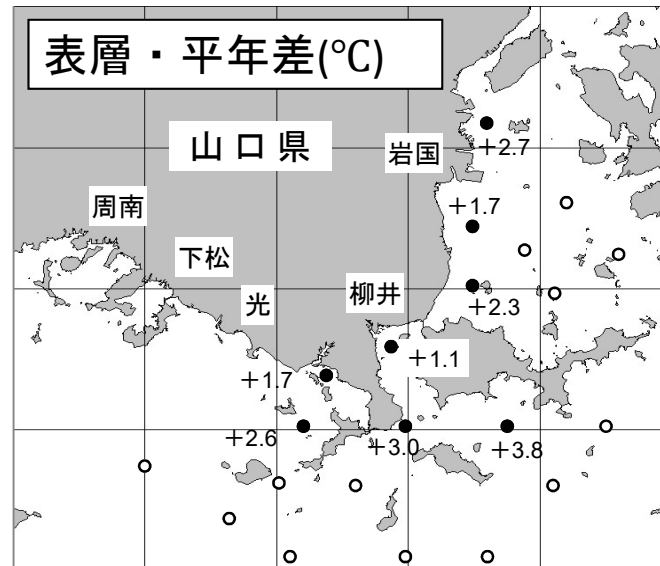 表層・平年差(℃)
山口県
岩国
+2.7
周南
+1.7
下松
光
柳井
+2.3
+1.1
+1.7
+2.6
+3.0
+3.8